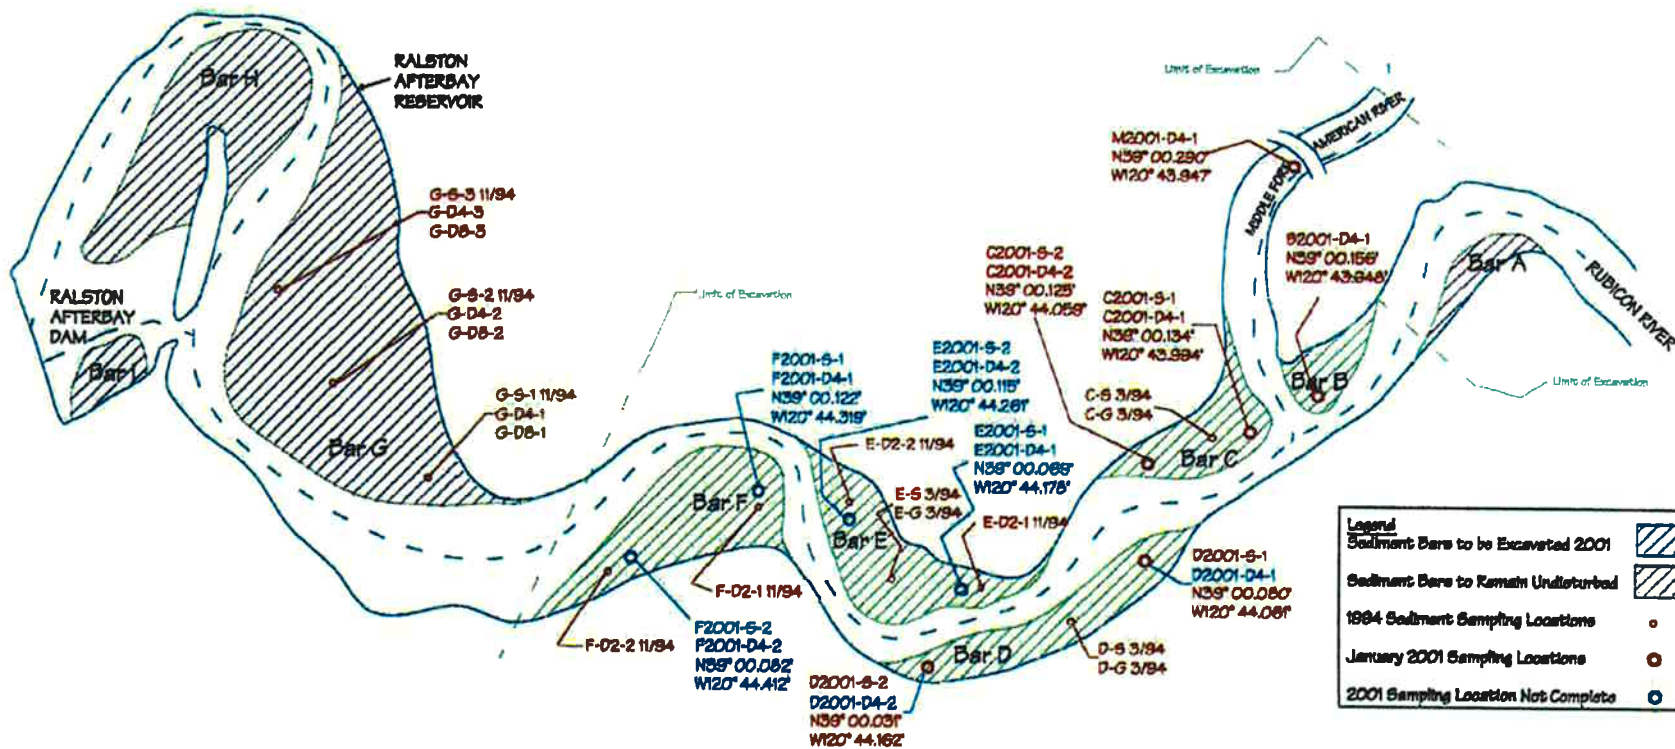 Bar H
RALSTON
AFTERBAY
RESERVOIR
G-S-3 11/94
G-D4-3
G-D8-3
G-S-2 11/94
G-D4-2
G-D8-2
G-S-1 11/94
G-D4-1
G-D8-1
RALSTON
AFTERBAY
DAM
Bar I
Bar G
Limit of Excavation
F2001-S-1
F2001-D4-1
N39° 00.122'
W120° 44.319'
E2001-S-2
E2001-D4-2
N39° 00.115'
W120° 44.261'
E-D2-2 11/94
E2001-S-1
E2001-D4-1
N39° 00.069'
W120° 44.178'
E-S 3/94
E-G 3/94
E-D2-1 11/94
Bar F
Bar E
F-D2-1 11/94
F-D2-2 11/94
F2001-S-2
F2001-D4-2
N39° 00.082'
W120° 44.412'
D2001-S-2
D2001-D4-2
N39° 00.031'
W120° 44.162'
Bar D
D-S 3/94
D-G 3/94
D2001-S-1
D2001-D4-1
N39° 00.080'
W120° 44.081'
C2001-S-2
C2001-D4-2
N39° 00.125'
W120° 44.059'
C2001-S-1
C2001-D4-1
N39° 00.134'
W120° 43.994'
C-S 3/94
C-G 3/94
Bar C
Limit of Excavation
M2001-D4-1
N39° 00.290'
W120° 43.947'
MIDDLE FORK
AMERICAN RIVER
B2001-D4-1
N39° 00.156'
W120° 43.948'
Bar B
Bar A
RUBICON RIVER
Limit of Excavation
Legend
Sediment Bars to be Excavated 2001
Sediment Bars to Remain Undisturbed
1994 Sediment Sampling Locations
January 2001 Sampling Locations
2001 Sampling Location Not Complete